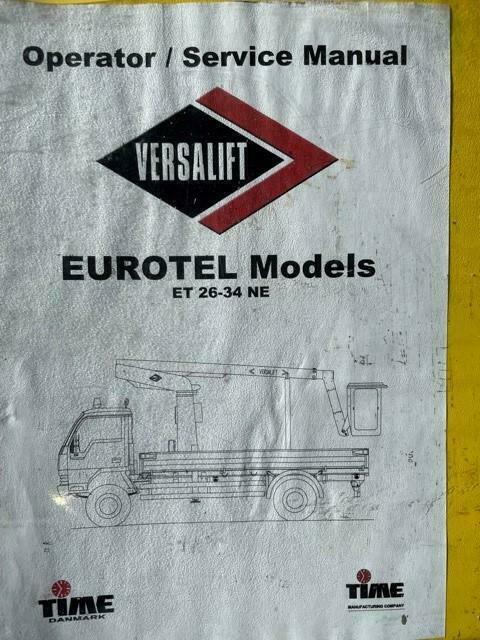 Operator / Service Manual
VERSALIFT
EUROTEL Models
ET 26-34 NE
VERSALIFT
TIME
DANMARK
TIME
MANUFACTURING COMPANY